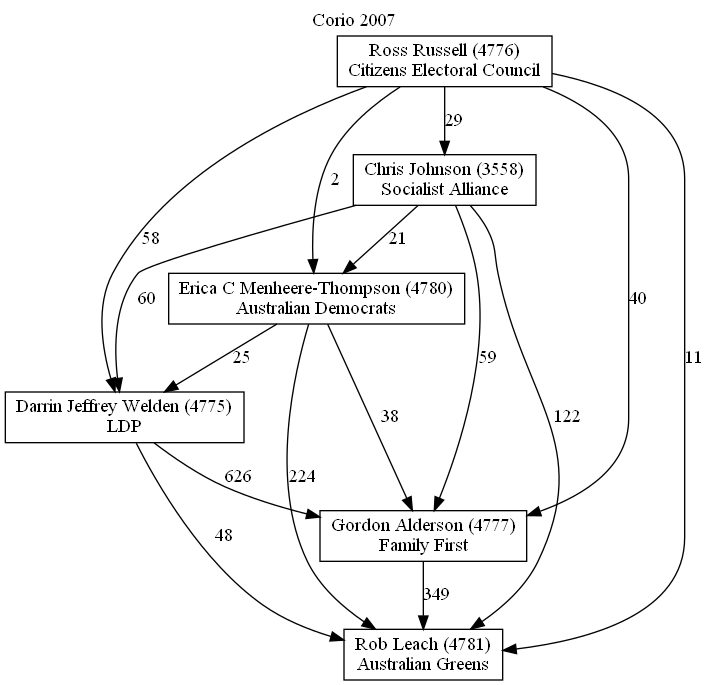 Corio 2007
Ross Russell (4776)
Citizens Electoral Council
29
Chris Johnson (3558)
Socialist Alliance
2
58
21
60
40
11
Erica C Menheere-Thompson (4780)
Australian Democrats
25
59
38
122
Darrin Jeffrey Welden (4775)
LDP
626
224
48
Gordon Alderson (4777)
Family First
349
Rob Leach (4781)
Australian Greens